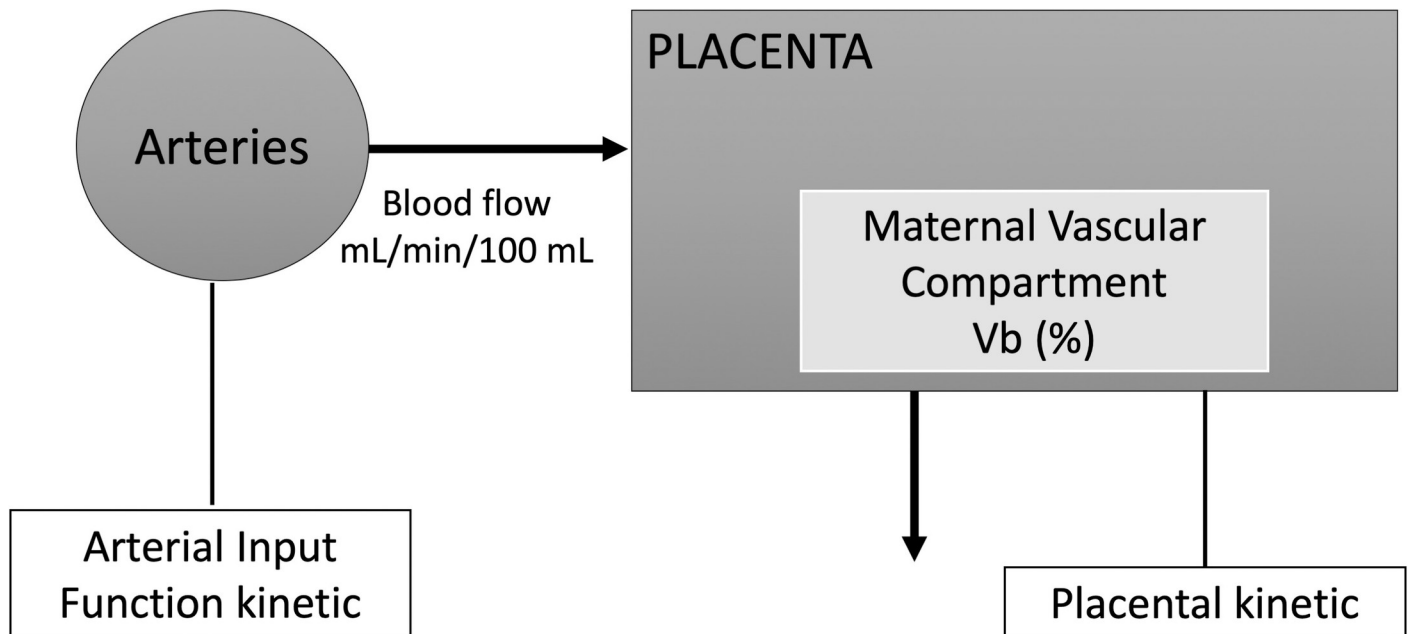 PLACENTA
Arteries
Blood flow
mL/min/100 mL
Maternal Vascular
Compartment
Vb (%)
Arterial Input
Function kinetic
Placental kinetic